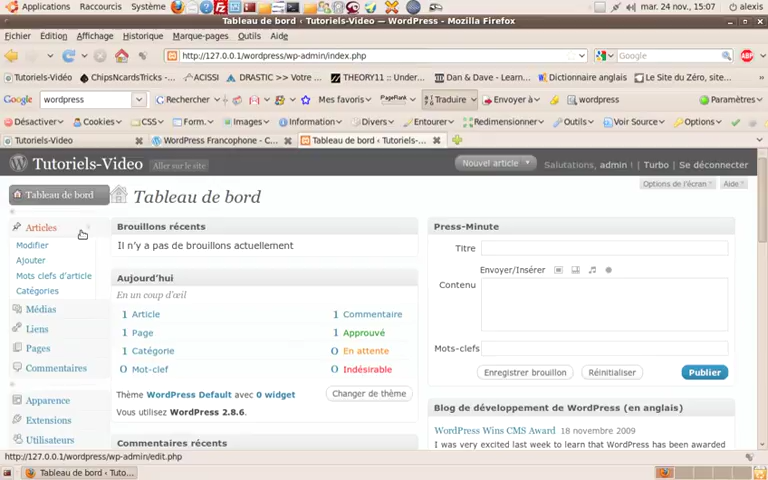 Applications Raccourcis Système mar. 24 nov., 15:07 alexis
Tableau de bord ‹ Tutoriels-Video — WordPress - Mozilla Firefox
Fichier Édition Affichage Historique Marque-pages Outils Aide
http://127.0.0.1/wordpress/wp-admin/index.php Google
Tutoriels-Vidéo ChipsNcardsTricks -... ACISSI DRASTIC >> Votre ... THEORY11 :: Under... Dan & Dave - Learn... Dictionnaire anglais Le Site du Zéro, site...
Google wordpress Rechercher Mes favoris PageRank Traduire Envoyer à wordpress Paramètres
Désactiver Cookies CSS Form. Images Information Divers Entourer Redimensionner Outils Voir Source Options
Tutoriels-Vidéo WordPress Francophone - C... Tableau de bord ‹ Tutoriels-...
Tutoriels-Video Aller sur le site Nouvel article Salutations, admin ! | Turbo | Se déconnecter
Options de l'écran Aide
Tableau de bord
Tableau de bord
Articles
Modifier
Ajouter
Mots clefs d'article
Catégories
Médias
Liens
Pages
Commentaires
Apparence
Extensions
Utilisateurs
Brouillons récents
Il n'y a pas de brouillons actuellement
Aujourd'hui
En un coup d'œil
1 Article 1 Commentaire
1 Page 1 Approuvé
1 Catégorie 0 En attente
0 Mot-clef 0 Indésirable
Thème WordPress Default avec 0 widget Changer de thème
Vous utilisez WordPress 2.8.6.
Commentaires récents
Press-Minute
Titre
Envoyer/Insérer
Contenu
Mots-clefs
Enregistrer brouillon Réinitialiser Publier
Blog de développement de WordPress (en anglais)
WordPress Wins CMS Award 18 novembre 2009
I was very excited last week to learn that WordPress has been awarded
http://127.0.0.1/wordpress/wp-admin/edit.php
Tableau de bord ‹ Tuto...